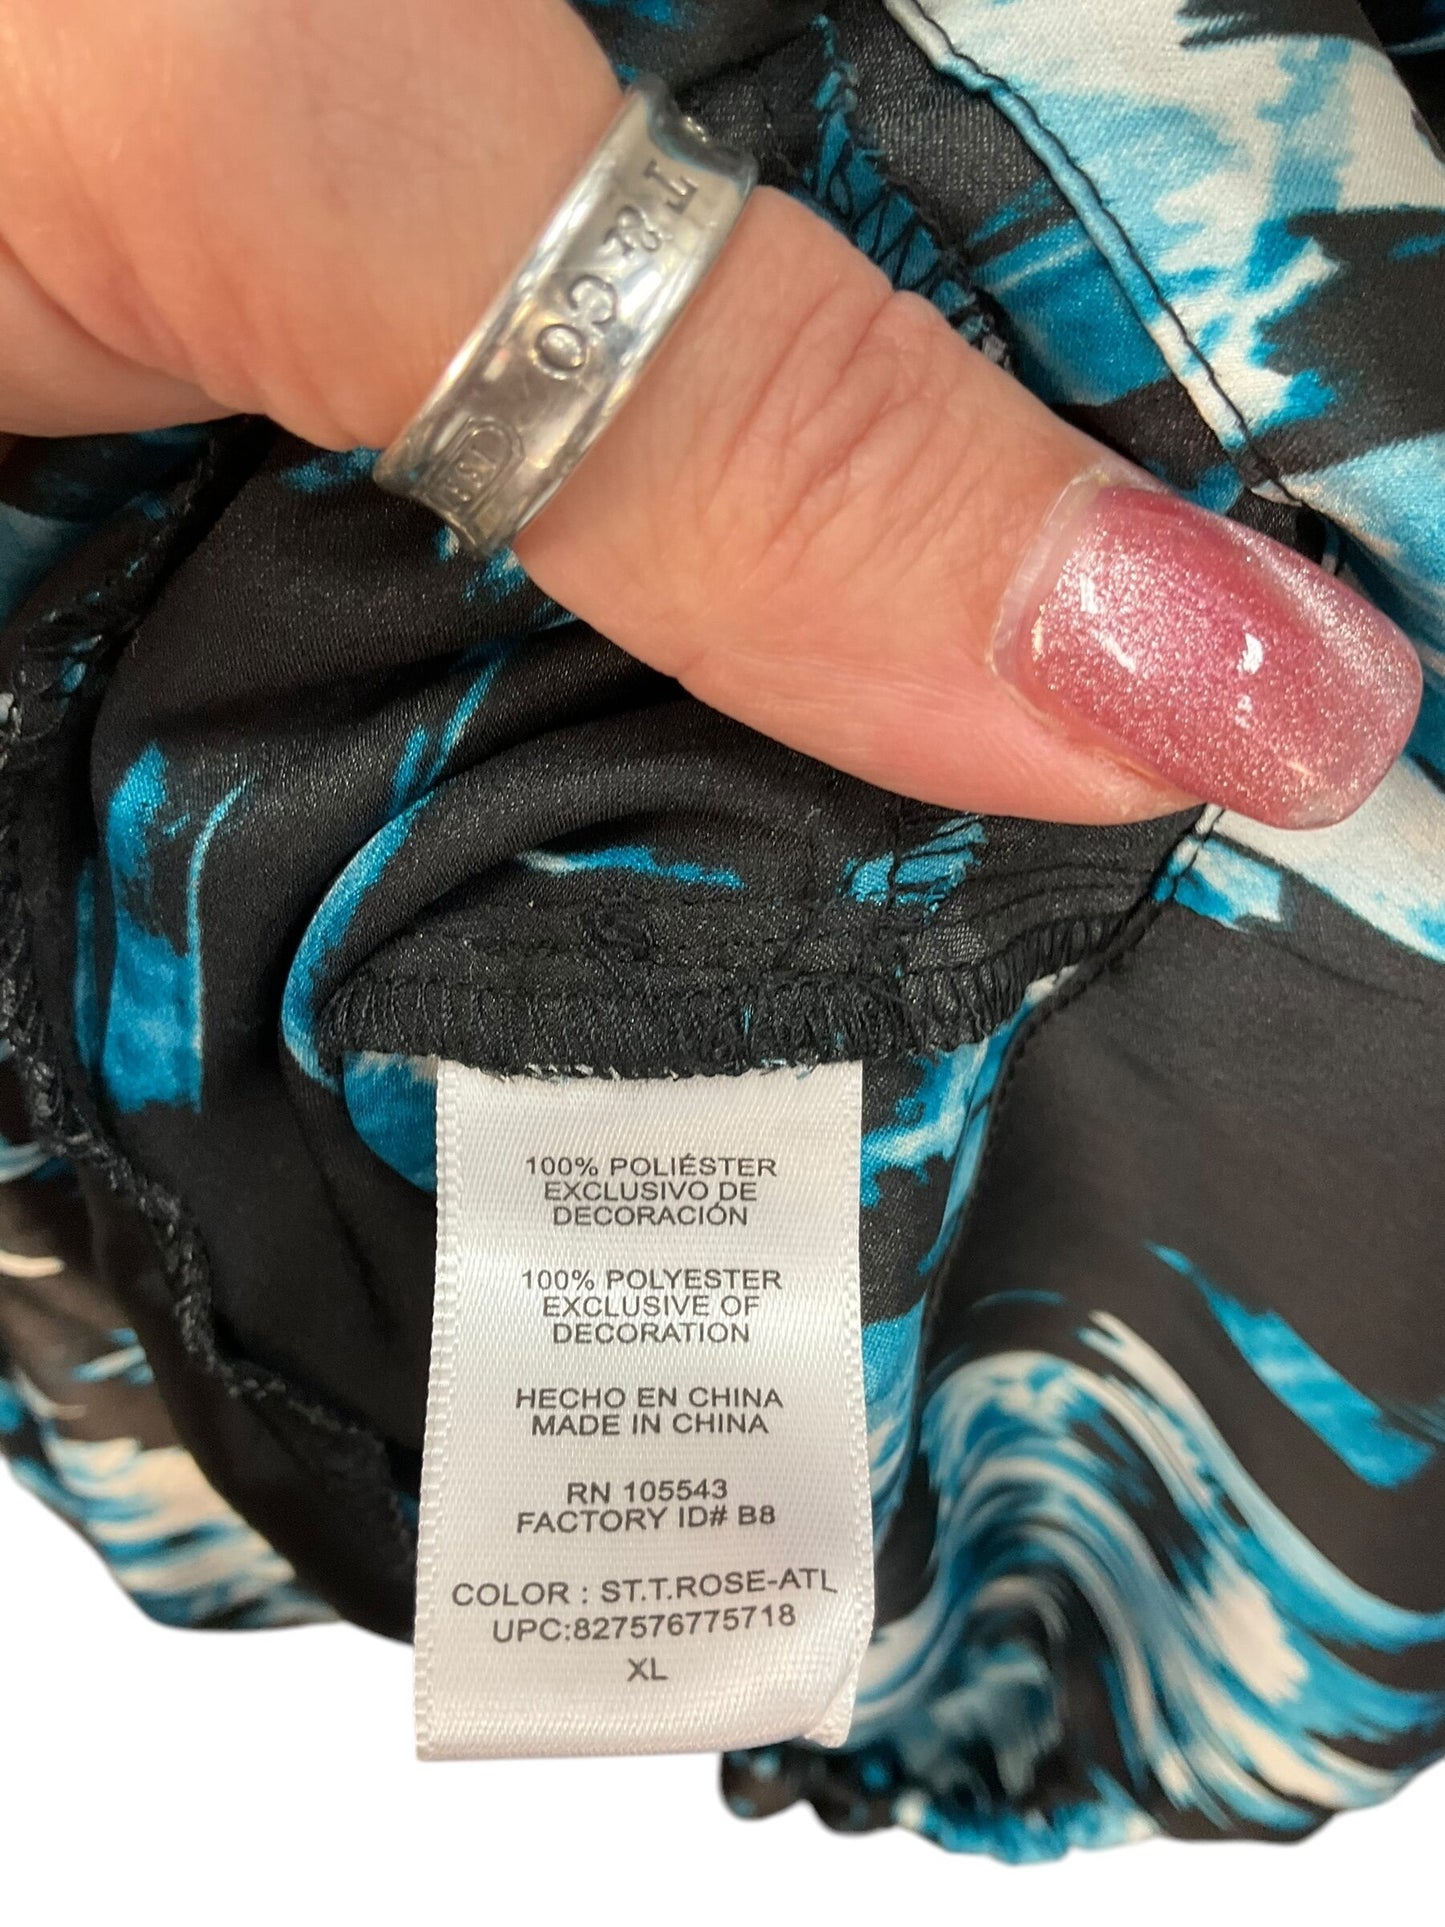 T & CO
100% POLIÉSTER
EXCLUSIVO DE
DECORACIÓN
100% POLYESTER
EXCLUSIVE OF
DECORATION
HECHO EN CHINA
MADE IN CHINA
RN 105543
FACTORY ID# B8
COLOR : ST.T.ROSE-ATL
UPC:827576775718
XL